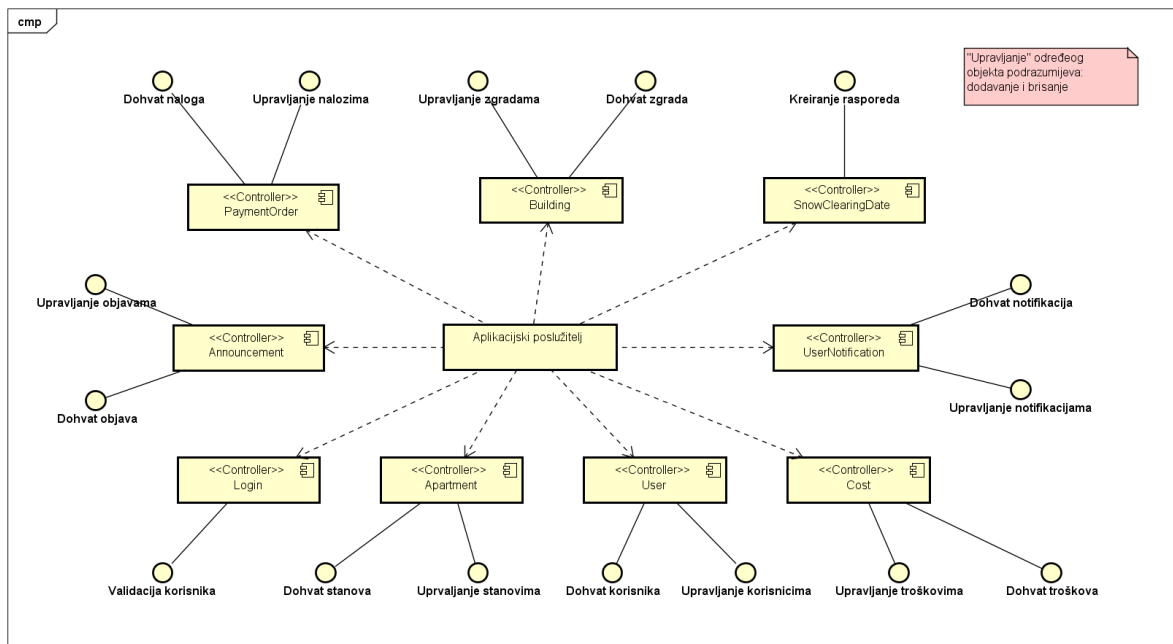 cmp
"Upravljanje" određeog
objekta podrazumijeva:
dodavanje i brisanje
Dohvat naloga
Upravljanje nalozima
Upravljanje zgradama
Dohvat zgrada
Kreiranje rasporeda
<<Controller>>
PaymentOrder
<<Controller>>
Building
<<Controller>>
SnowClearingDate
Upravljanje objavama
Dohvat notifikacija
<<Controller>>
Announcement
Aplikacijski poslužitelj
<<Controller>>
UserNotification
Dohvat objava
Upravljanje notifikacijama
<<Controller>>
Login
<<Controller>>
Apartment
<<Controller>>
User
<<Controller>>
Cost
Validacija korisnika
Dohvat stanova
Uprvaljanje stanovima
Dohvat korisnika
Upravljanje korisnicima
Upravljanje troškovima
Dohvat troškova